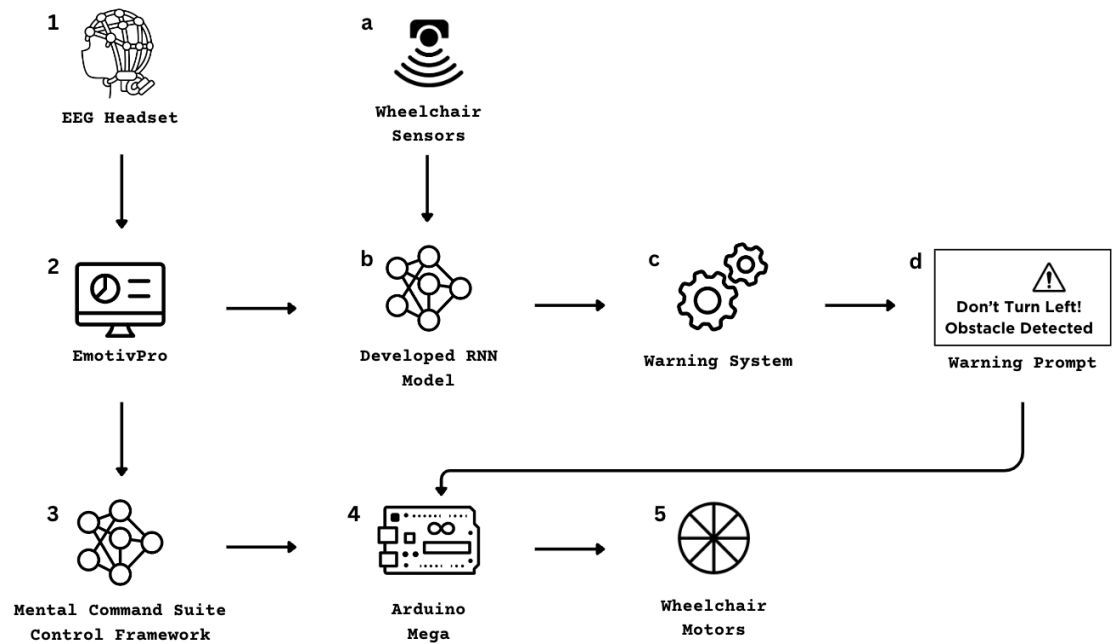 1
EEG Headset
a
Wheelchair
Sensors
2
EmotivPro
b
Developed RNN
Model
c
Warning System
d
Don't Turn Left!
Obstacle Detected
Warning Prompt
3
Mental Command Suite
Control Framework
4
Arduino
Mega
5
Wheelchair
Motors